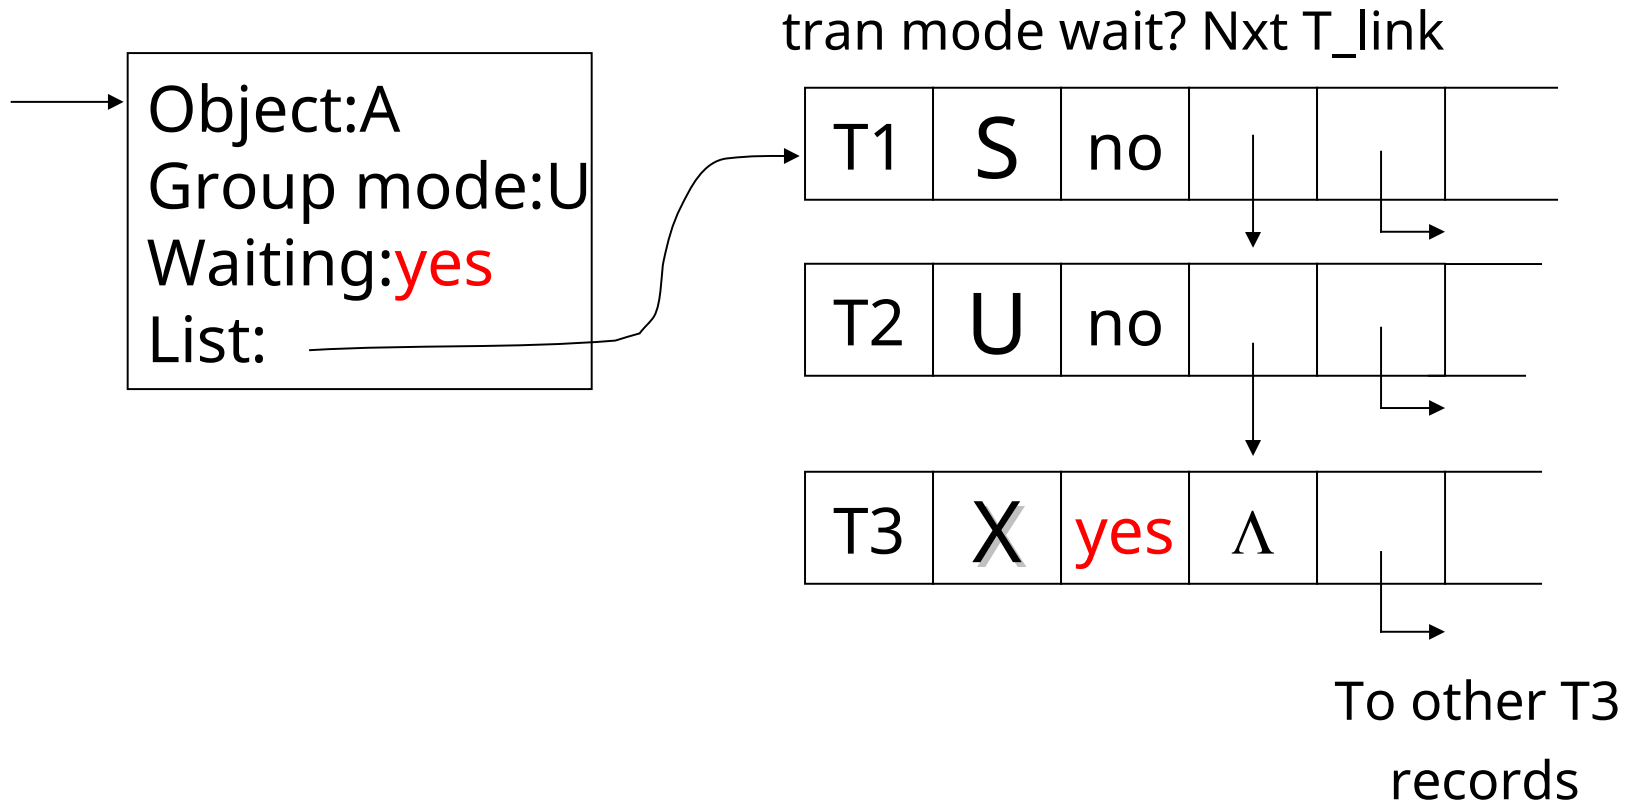 tran mode wait? Nxt T_link
Object:A
Group mode:U
Waiting:yes
List:
T1 S no
T2 U no
T3 X yes Λ
To other T3
records